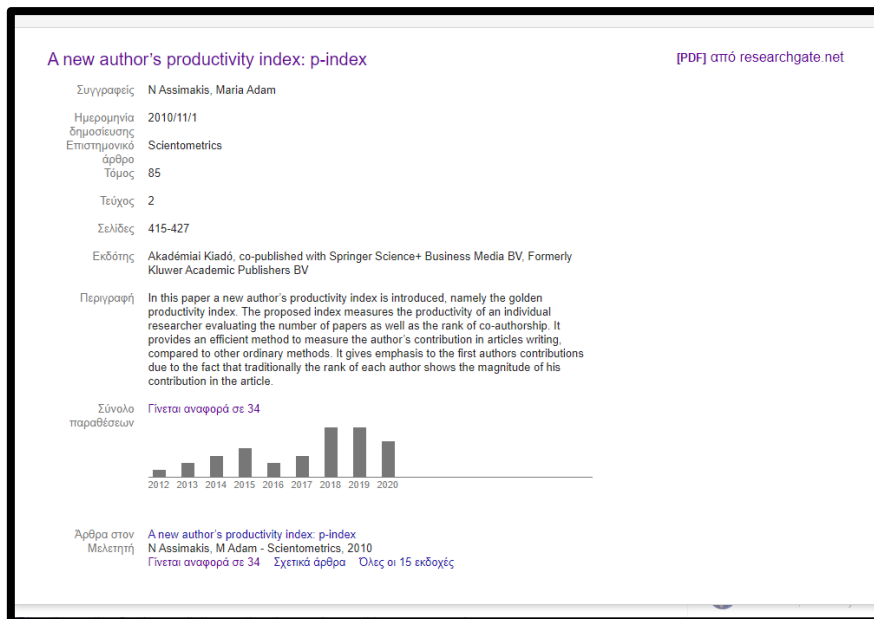 A new author's productivity index: p-index
[PDF] από researchgate.net
Συγγραφείς N Assimakis, Maria Adam
Ημερομηνία δημοσίευσης 2010/11/1
Επιστημονικό άρθρο Scientometrics
Τόμος 85
Τεύχος 2
Σελίδες 415-427
Εκδότης Akadémiai Kiadó, co-published with Springer Science+ Business Media BV, Formerly
Kluwer Academic Publishers BV
Περιγραφή In this paper a new author's productivity index is introduced, namely the golden
productivity index. The proposed index measures the productivity of an individual
researcher evaluating the number of papers as well as the rank of co-authorship. It
provides an efficient method to measure the author's contribution in articles writing,
compared to other ordinary methods. It gives emphasis to the first authors contributions
due to the fact that traditionally the rank of each author shows the magnitude of his
contribution in the article.
Σύνολο παραθέσεων Γίνεται αναφορά σε 34
2012 2013 2014 2015 2016 2017 2018 2019 2020
Άρθρα στον Μελετητή A new author's productivity index: p-index
N Assimakis, M Adam - Scientometrics, 2010
Γίνεται αναφορά σε 34 Σχετικά άρθρα Όλες οι 15 εκδοχές